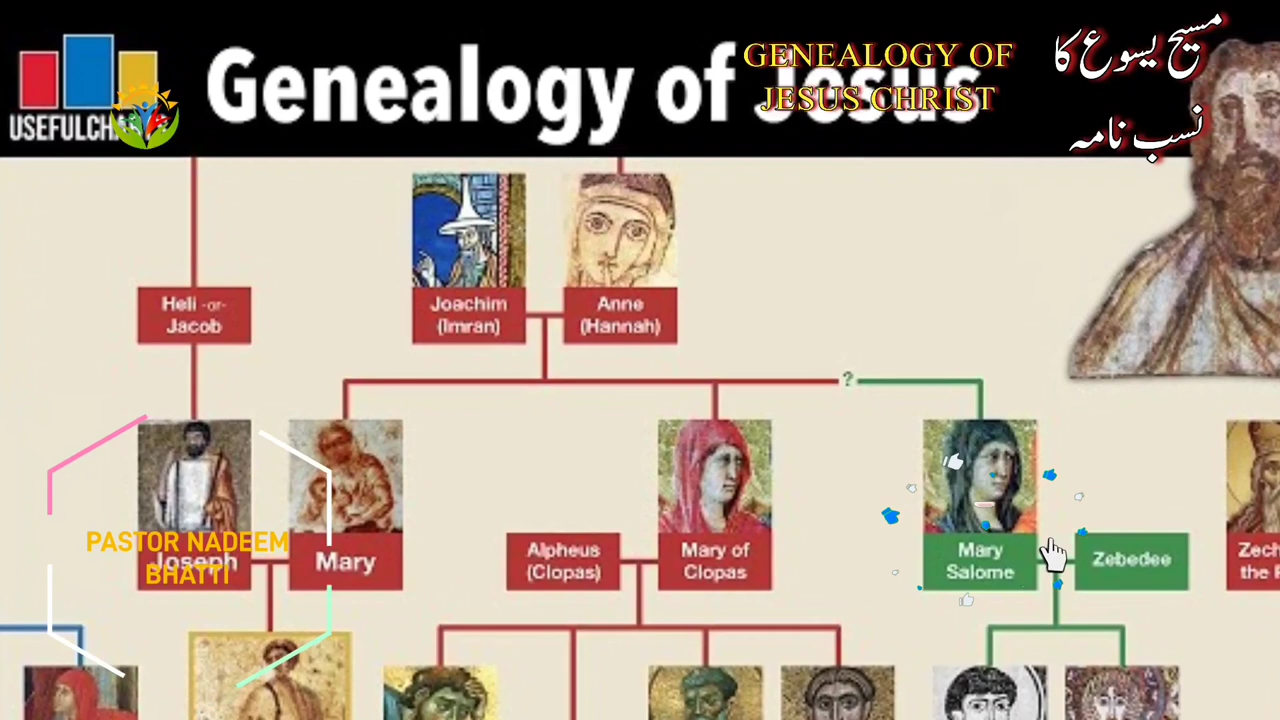 USEFULCHA
Genealogy of Jesus
GENEALOGY OF
JESUS CHRIST
مسیح یسوع کا
نسب نامہ
Joachim
(Imran)
Anne
(Hannah)
Heli -or-
Jacob
?
PASTOR NADEEM
BHATTI
Joseph
Mary
Alpheus
(Clopas)
Mary of
Clopas
Mary
Salome
Zebedee
Zech
the P